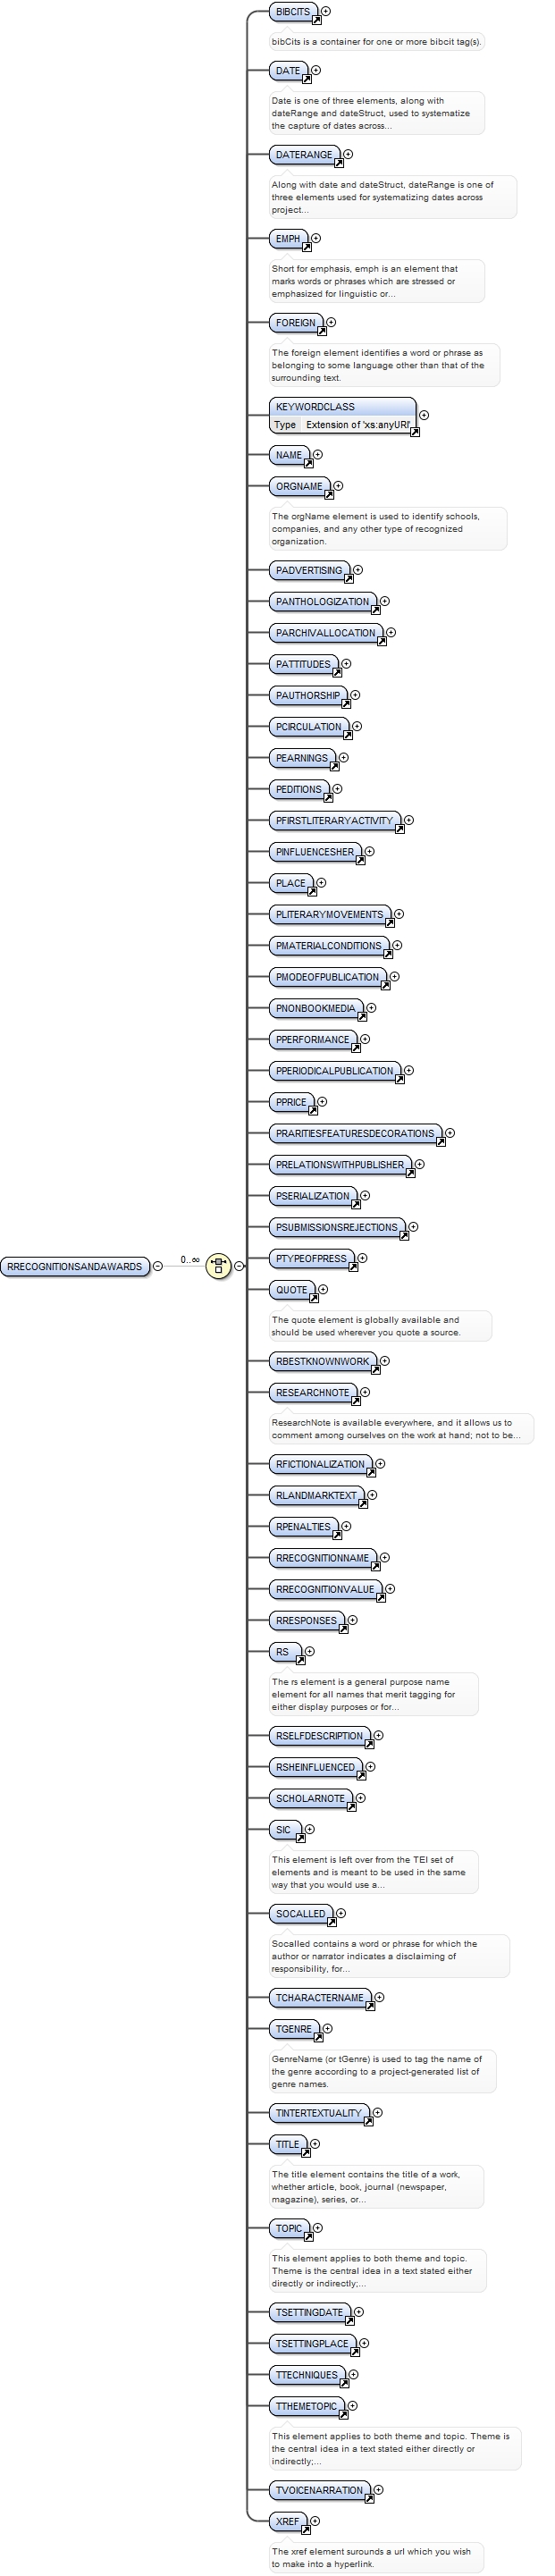 BIBCITS
bibCits is a container for one or more bibcit tag(s).
DATE
Date is one of three elements, along with
dateRange and dateStruct, used to systematize
the capture of dates across...
DATERANGE
Along with date and dateStruct, dateRange is one of
three elements used for systematizing dates across
project...
EMPH
Short for emphasis, emph is an element that
marks words or phrases which are stressed or
emphasized for linguistic or...
FOREIGN
The foreign element identifies a word or phrase as
belonging to some language other than that of the
surrounding text.
KEYWORDCLASS
Type Extension of 'xs:anyURI'
NAME
ORGNAME
The orgName element is used to identify schools,
companies, and any other type of recognized
organization.
PADVERTISING
PANTHOLOGIZATION
PARCHIVALLOCATION
PATTITUDES
PAUTHORSHIP
PCIRCULATION
PEARNINGS
PEDITIONS
PFIRSTLITERARYACTIVITY
PINFLUENCESHER
PLACE
PLITERARYMOVEMENTS
PMATERIALCONDITIONS
PMODEOFPUBLICATION
PNONBOOKMEDIA
PPERFORMANCE
PPERIODICALPUBLICATION
PPRICE
PRARITIESFEATURESDECORATIONS
PRELATIONSWITHPUBLISHER
PSERIALIZATION
PSUBMISSIONSREJECTIONS
PTYPEOFPRESS
RRECOGNITIONSANDAWARDS 0..∞
QUOTE
The quote element is globally available and
should be used wherever you quote a source.
RBESTKNOWNWORK
RESEARCHNOTE
ResearchNote is available everywhere, and it allows us to
comment among ourselves on the work at hand; not to be...
RFICTIONALIZATION
RLANDMARKTEXT
RPENALTIES
RRECOGNITIONNAME
RRECOGNITIONVALUE
RRESPONSES
RS
The rs element is a general purpose name
element for all names that merit tagging for
either display purposes or for...
RSELFDESCRIPTION
RSHEINFLUENCED
SCHOLARNOTE
SIC
This element is left over from the TEI set of
elements and is meant to be used in the same
way that you would use a...
SOCALLED
Socalled contains a word or phrase for which the
author or narrator indicates a disclaiming of
responsibility, for...
TCHARACTERNAME
TGENRE
GenreName (or tGenre) is used to tag the name of
the genre according to a project-generated list of
genre names.
TINTERTEXTUALITY
TITLE
The title element contains the title of a work,
whether article, book, journal (newspaper,
magazine), series, or...
TOPIC
This element applies to both theme and topic.
Theme is the central idea in a text stated either
directly or indirectly;...
TSETTINGDATE
TSETTINGPLACE
TTECHNIQUES
TTHEMETOPIC
This element applies to both theme and topic. Theme is
the central idea in a text stated either directly or
indirectly;...
TVOICENARRATION
XREF
The xref element surounds a url which you wish
to make into a hyperlink.